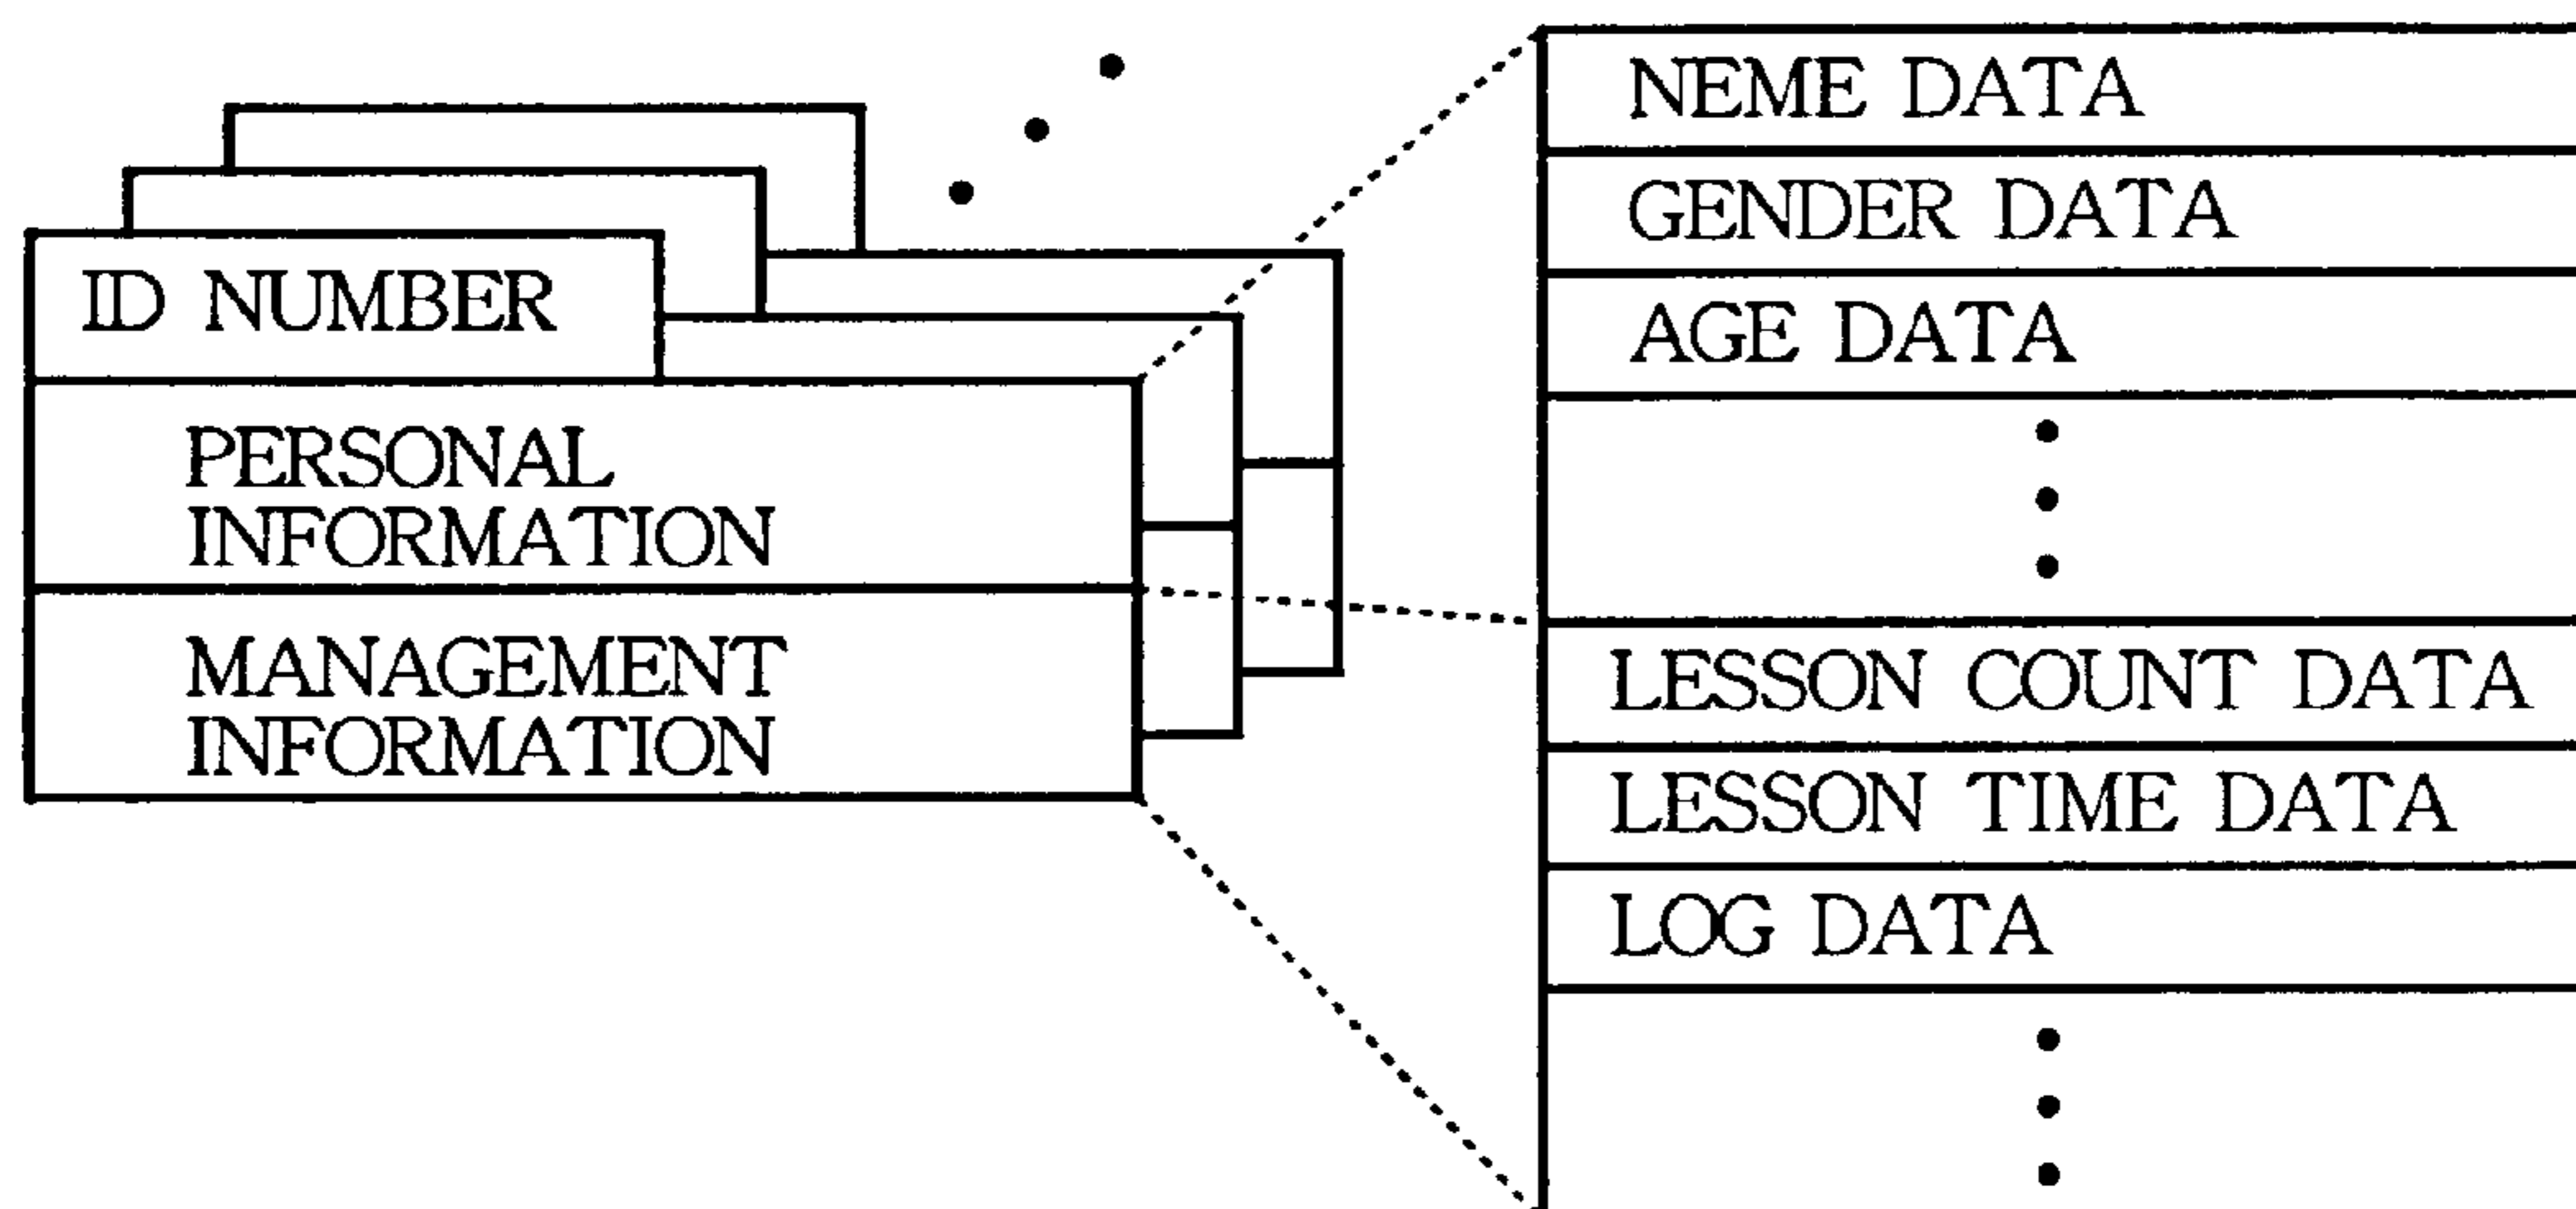 ID NUMBER
PERSONAL
INFORMATION
MANAGEMENT
INFORMATION
NEME DATA
GENDER DATA
AGE DATA
LESSON COUNT DATA
LESSON TIME DATA
LOG DATA